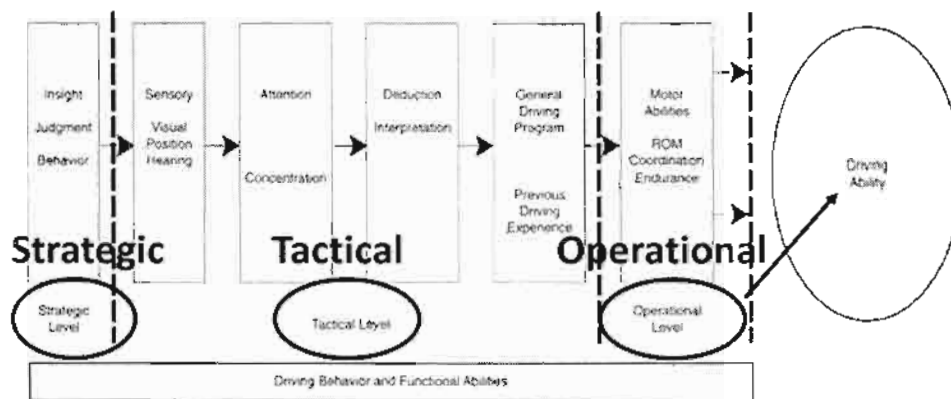 Insight
Judgment
Behavior
Sensory
Visual
Position
Hearing
Attention
Concentration
Deduction
Interpretation
General
Driving
Program
Previous
Driving
Experience
Motor
Abilities
ROM
Coordination
Endurance
Driving
Ability
Strategic
Tactical
Operational
Strategic
Level
Tactical Level
Operational
Level
Driving Behavior and Functional Abilities